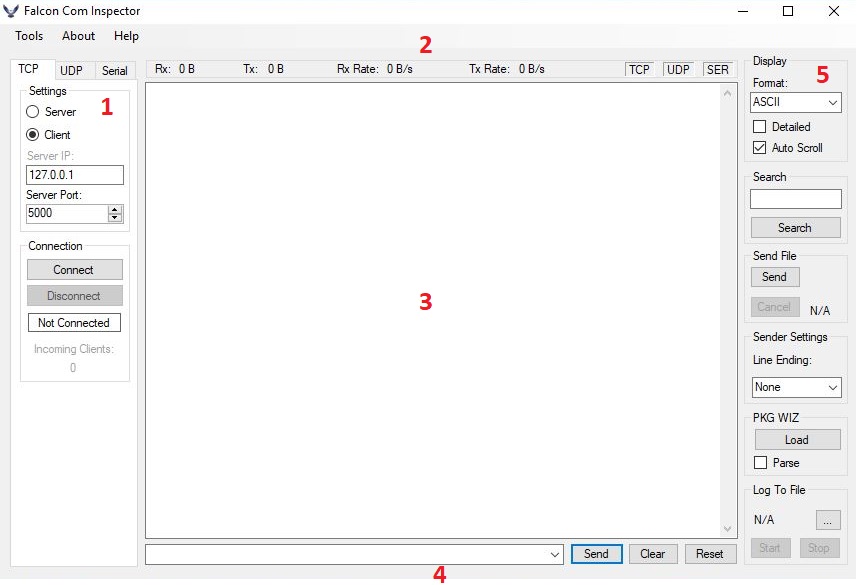 Falcon Com Inspector
Tools About Help
2
TCP UDP Serial
Rx: 0 B Tx: 0 B Rx Rate: 0 B/s Tx Rate: 0 B/s TCP UDP SER
Settings
1
Server
Client
Server IP:
127.0.0.1
Server Port:
5000
Connection
Connect
Disconnect
Not Connected
Incoming Clients:
0
3
Send Clear Reset
4
Display
5
Format:
ASCII
Detailed
Auto Scroll
Search
Search
Send File
Send
Cancel N/A
Sender Settings
Line Ending:
None
PKG WIZ
Load
Parse
Log To File
N/A ...
Start Stop